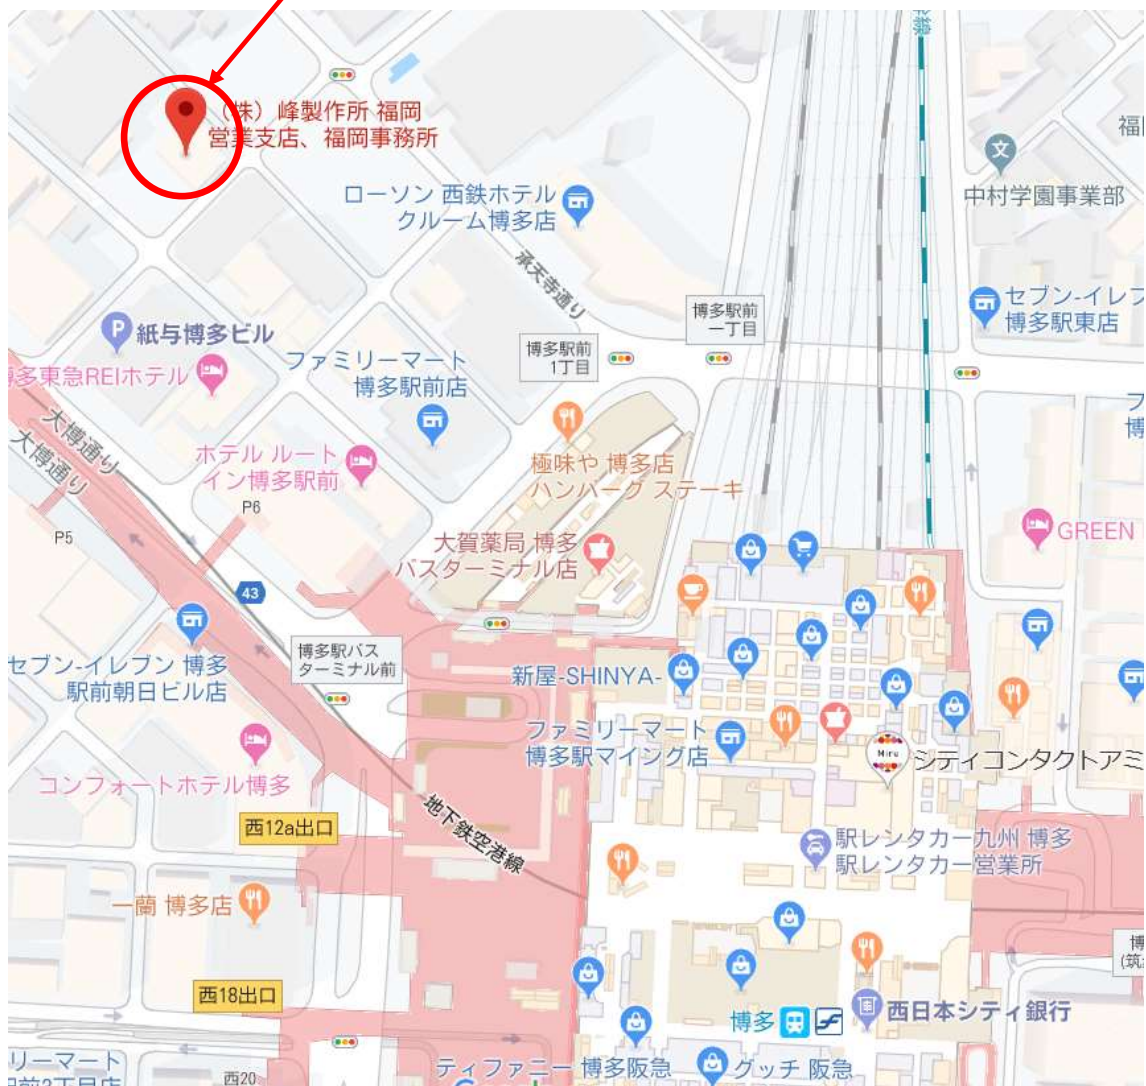 幹線
（株）峰製作所 福岡
営業支店、福岡事務所
福
文
中村学園事業部
ローソン 西鉄ホテル
クルーム博多店
承天寺通り
セブン-イレブ
博多駅東店
博多駅前
一丁目
P 紙与博多ビル
博多駅前
1丁目
ファミリーマート
博多駅前店
多東急REIホテル
フ
博
大博通り
大博通り
ホテル ルート
イン博多駅前
極味や 博多店
ハンバーグ ステーキ
P6
P5
大賀薬局 博多
バスターミナル店
GREEN
43
セブン-イレブン 博多
駅前朝日ビル店
博多駅バス
ターミナル前
新屋-SHINYA-
ファミリーマート
博多駅マイング店
Miru
シティコンタクトアミ
コンフォートホテル博多
地下鉄空港線
西12a出口
駅レンタカー九州 博多
駅レンタカー営業所
一蘭 博多店
博
(筑
西18出口
博多
西日本シティ銀行
リーマート
西20
ティファニー 博多阪急
グッチ 阪急